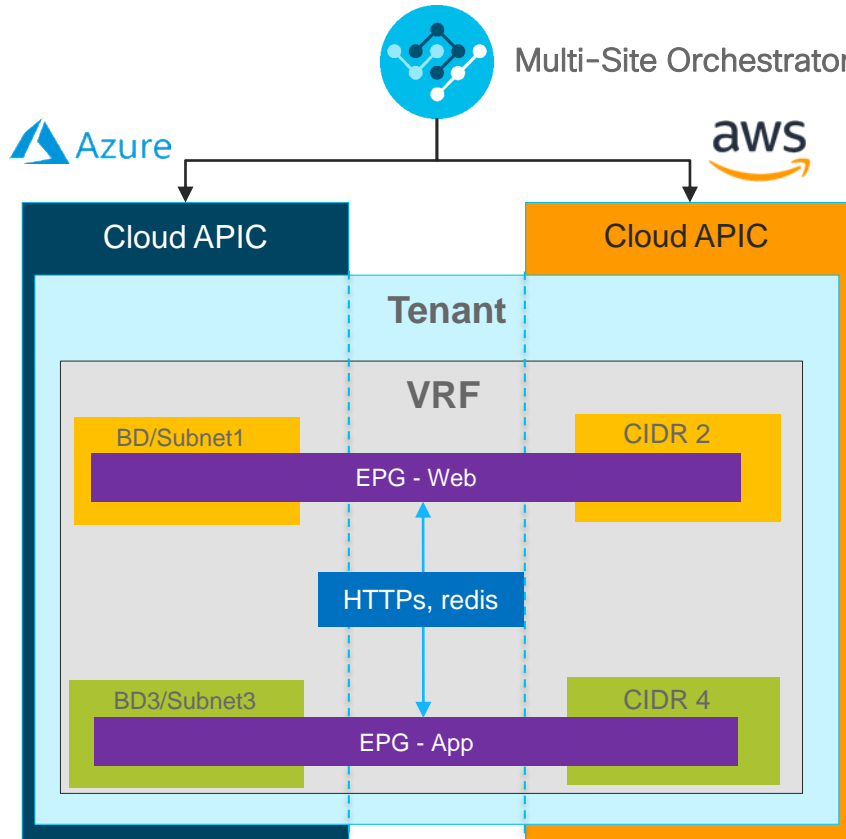 Multi-Site Orchestrator
Azure
aws
Cloud APIC
Cloud APIC
Tenant
VRF
BD/Subnet1
CIDR 2
EPG - Web
HTTPs, redis
BD3/Subnet3
CIDR 4
EPG - App